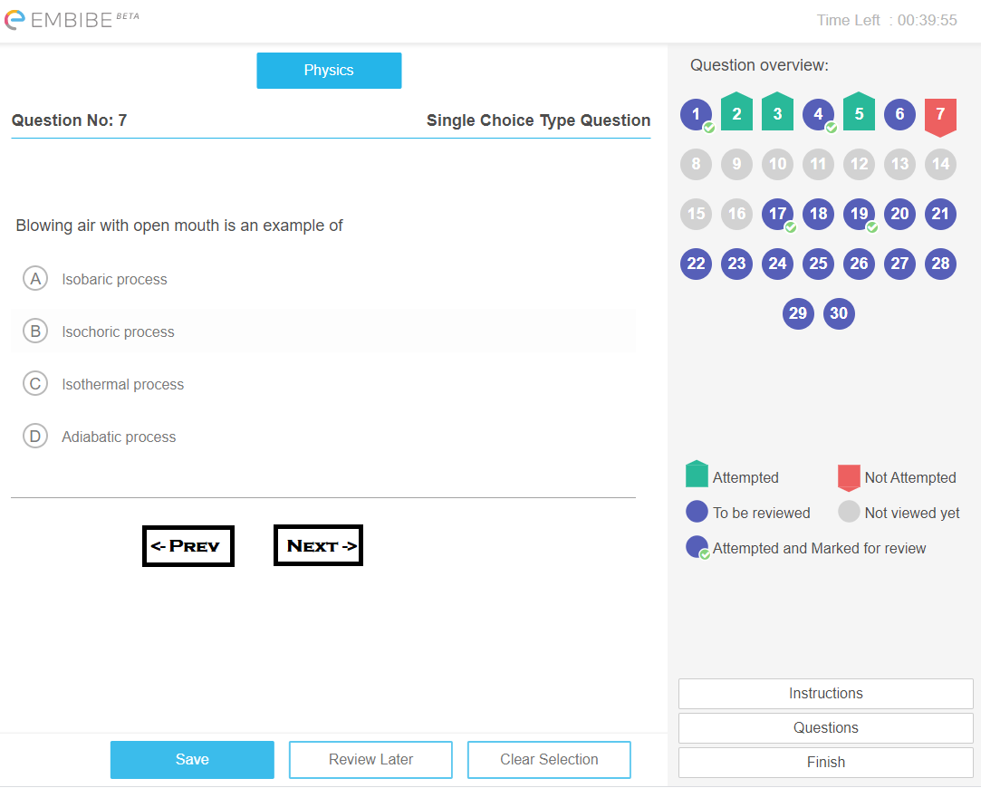 EMBIBE BETA
Time Left : 00:39:55
Physics
Question No: 7
Single Choice Type Question
Blowing air with open mouth is an example of
A Isobaric process
B Isochoric process
C Isothermal process
D Adiabatic process
<- PREV
NEXT ->
Save
Review Later
Clear Selection
Question overview:
1 2 3 4 5 6 7
8 9 10 11 12 13 14
15 16 17 18 19 20 21
22 23 24 25 26 27 28
29 30
Attempted
Not Attempted
To be reviewed
Not viewed yet
Attempted and Marked for review
Instructions
Questions
Finish